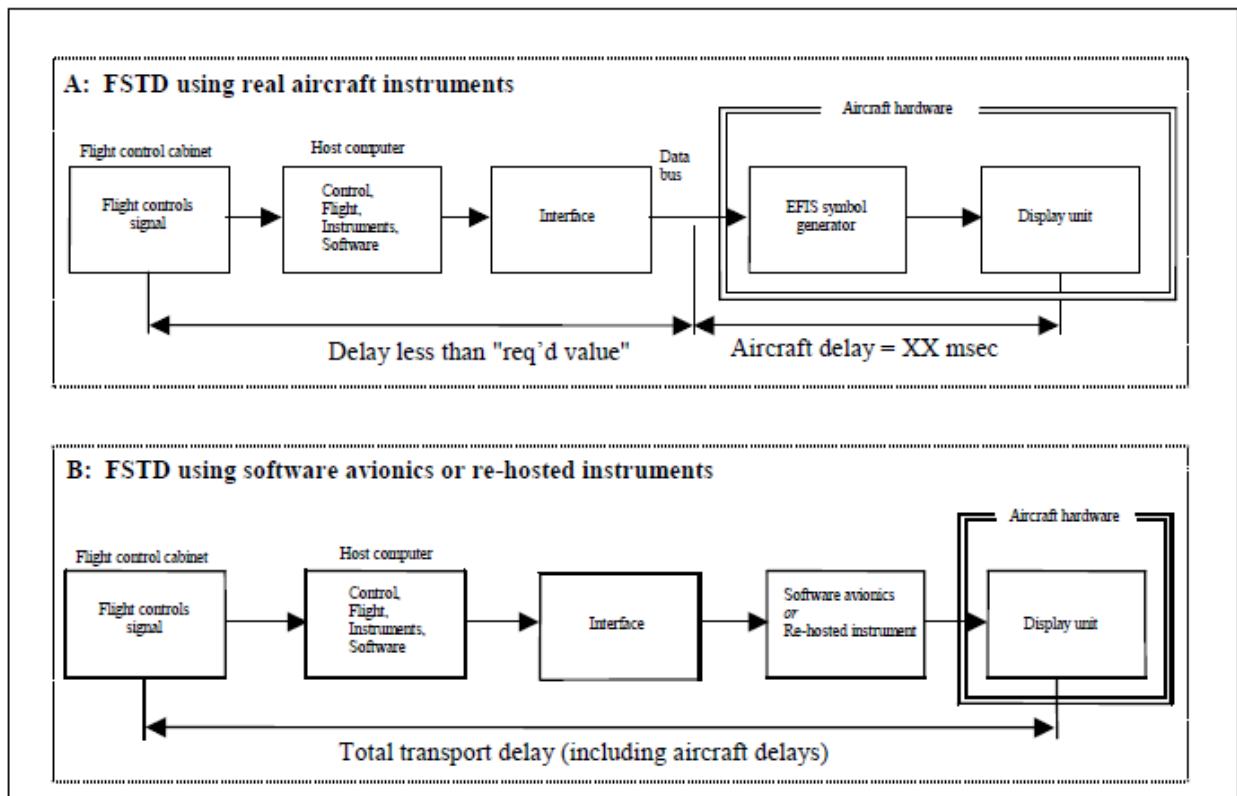 A: FSTD using real aircraft instruments
Aircraft hardware
Flight control cabinet
Host computer
Data
bus
Flight controls
signal
Control,
Flight,
Instruments,
Software
Interface
EFIS symbol
generator
Display unit
Delay less than "req'd value"
Aircraft delay = XX msec
B: FSTD using software avionics or re-hosted instruments
Aircraft hardware
Flight control cabinet
Host computer
Flight controls
signal
Control,
Flight,
Instruments,
Software
Interface
Software avionics
or
Re-hosted instrument
Display unit
Total transport delay (including aircraft delays)